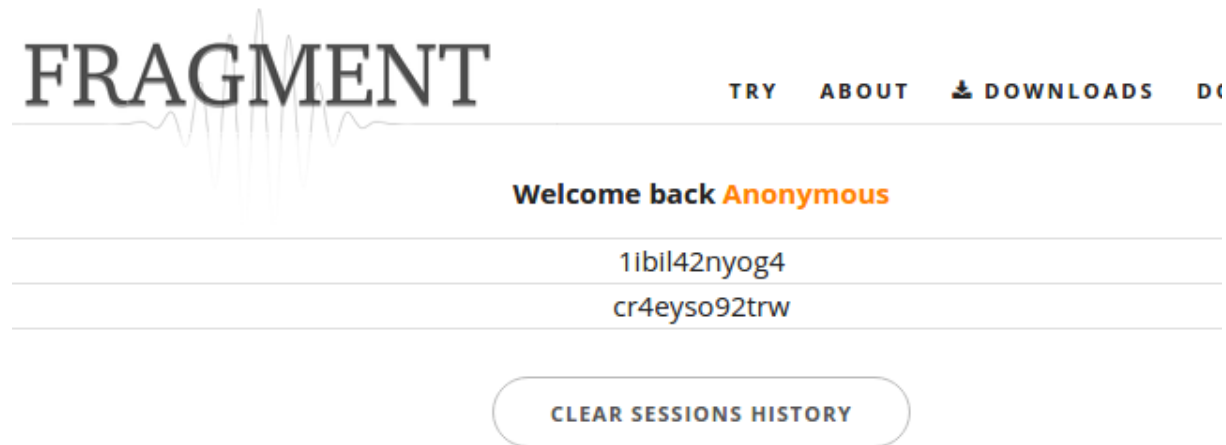 FRAGMENT
TRY ABOUT DOWNLOADS
Welcome back Anonymous
1ibil42nyog4
cr4eyso92trw
CLEAR SESSIONS HISTORY